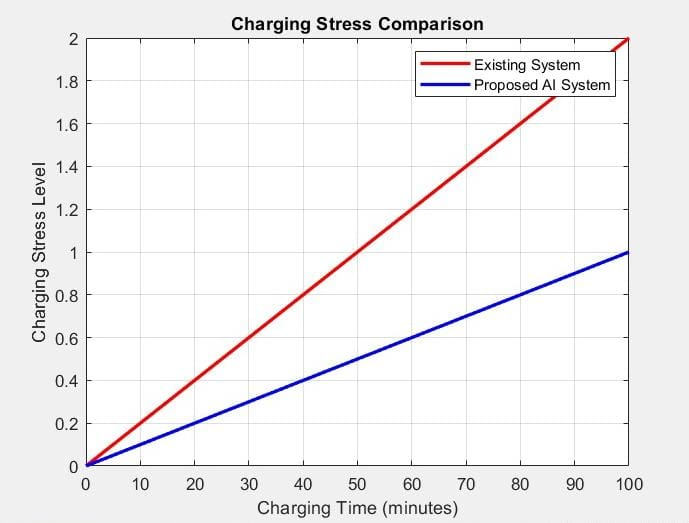 Charging Stress Comparison
Existing System
Proposed AI System
Charging Stress Level
2
1.8
1.6
1.4
1.2
1
0.8
0.6
0.4
0.2
0
0 10 20 30 40 50 60 70 80 90 100
Charging Time (minutes)